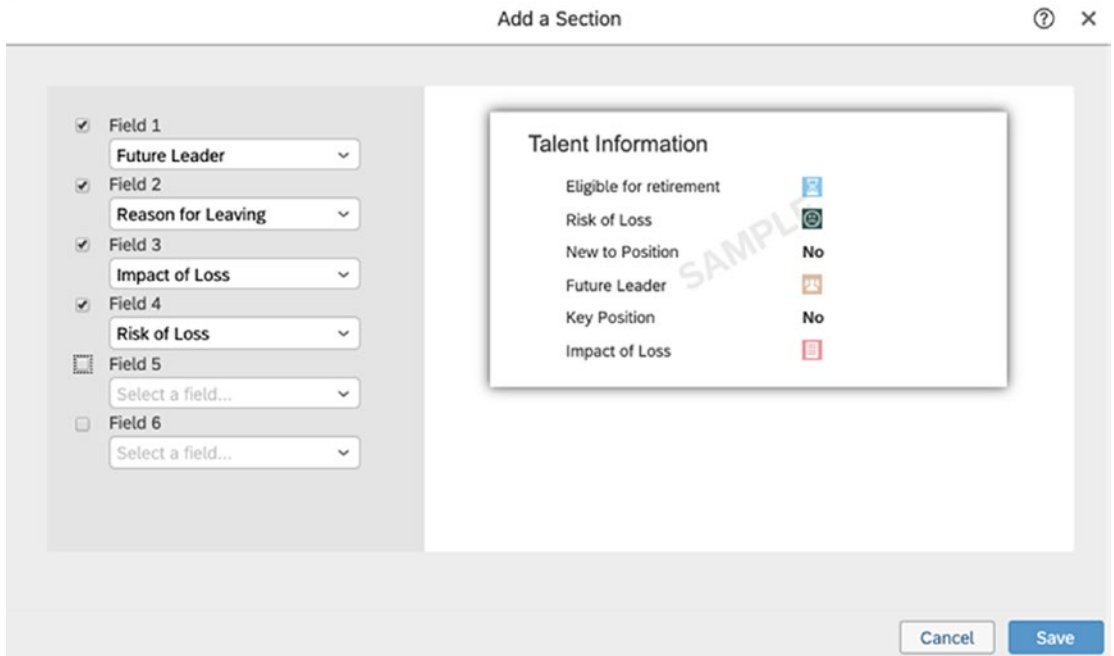 Add a Section
Field 1
Future Leader
Field 2
Reason for Leaving
Field 3
Impact of Loss
Field 4
Risk of Loss
Field 5
Select a field...
Field 6
Select a field...
Talent Information
Eligible for retirement
Risk of Loss
New to Position No
Future Leader
Key Position No
Impact of Loss
SAMPLE
Cancel Save